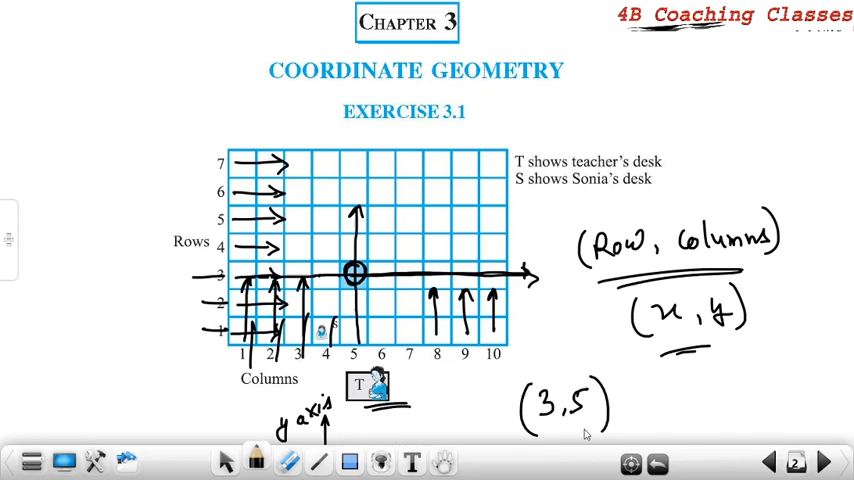 4B Coaching Classes
CHAPTER 3
COORDINATE GEOMETRY
EXERCISE 3.1
T shows teacher's desk
S shows Sonia's desk
7
6
5
Rows 4
3
2
1
S
1 2 3 4 5 6 7 8 9 10
Columns
T
(Row, columns)
(x, y)
(3,5)
y axis
T
2